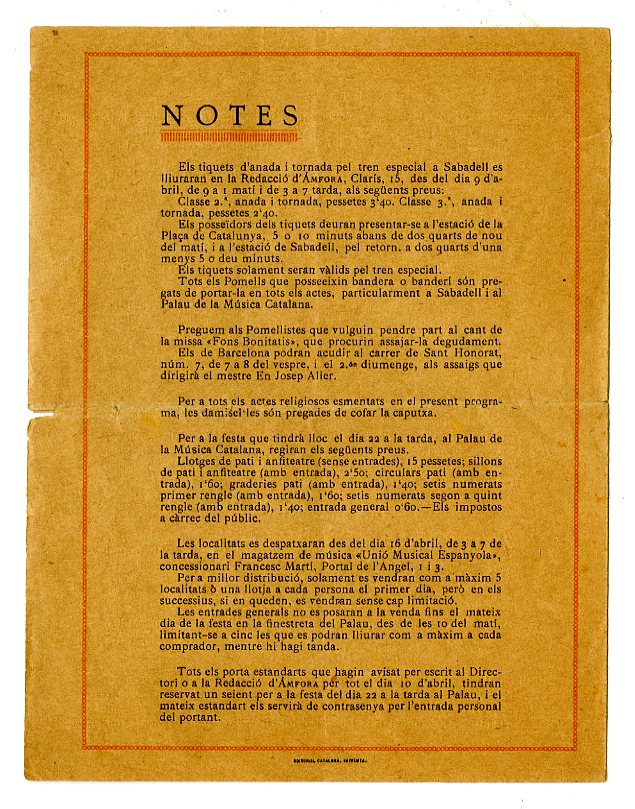 NOTES
Els tiquets d'anada i tornada pel tren especial a Sabadell es
lliuraran en la Redacció d'ÀMFORA, Claris, 15, des del dia 9 d'a-
bril, de 9 a 1 matí i de 3 a 7 tarda, als següents preus:
Classe 2.ª, anada i tornada, pessetes 3'40. Classe 3.ª, anada i
tornada, pessetes 2'40.
Els posseïdors dels tiquets deuran presentar-se a l'estació de la
Plaça de Catalunya, 5 o 10 minuts abans de dos quarts de nou
del matí, i a l'estació de Sabadell, pel retorn, a dos quarts d'una
menys 5 o deu minuts.
Els tiquets solament seran vàlids pel tren especial.
Tots els Pomells que posseeixin bandera o banderí són pre-
gats de portar-la en tots els actes, particularment a Sabadell i al
Palau de la Música Catalana.
Preguem als Pomellistes que vulguin pendre part al cant de
la missa «Fons Bonitatis», que procurin assajar-la degudament.
Els de Barcelona podran acudir al carrer de Sant Honorat,
núm. 7, de 7 a 8 del vespre, i el 2.ᵒⁿ diumenge, als assaigs que
dirigirà el mestre En Josep Alier.
Per a tots els actes religiosos esmentats en el present progra-
ma, les damisel·les són pregades de cofar la caputxa.
Per a la festa que tindrà lloc el dia 22 a la tarda, al Palau de
la Música Catalana, regiran els següents preus.
Llotges de pati i anfiteatre (sense entrades), 15 pessetes; sillons
de pati i anfiteatre (amb entrada), 2'50; circulars pati (amb en-
trada), 1'60; graderies pati (amb entrada), 1'40; setis numerats
primer rengle (amb entrada), 1'60; setis numerats segon a quint
rengle (amb entrada), 1'40; entrada general 0'60.—Els impostos
a càrrec del públic.
Les localitats es despatxaran des del dia 16 d'abril, de 3 a 7 de
la tarda, en el magatzem de música «Unió Musical Espanyola»,
concessionari Francesc Martí, Portal de l'Angel, 1 i 3.
Per a millor distribució, solament es vendran com a màxim 5
localitats ò una llotja a cada persona el primer dia, però en els
successius, si en queden, es vendran sense cap limitació.
Les entrades generals no es posaran a la venda fins el mateix
dia de la festa en la finestreta del Palau, des de les 10 del matí,
limitant-se a cinc les que es podran lliurar com a màxim a cada
comprador, mentre hi hagi tanda.
Tots els porta estandarts que hagin avisat per escrit al Direc-
tori o a la Redacció d'ÀMFORA per tot el dia 10 d'abril, tindran
reservat un seient per a la festa del dia 22 a la tarda al Palau, i el
mateix estandart els servirà de contrasenya per l'entrada personal
del portant.
EDITORIAL CATALANA, IMPREMTA.